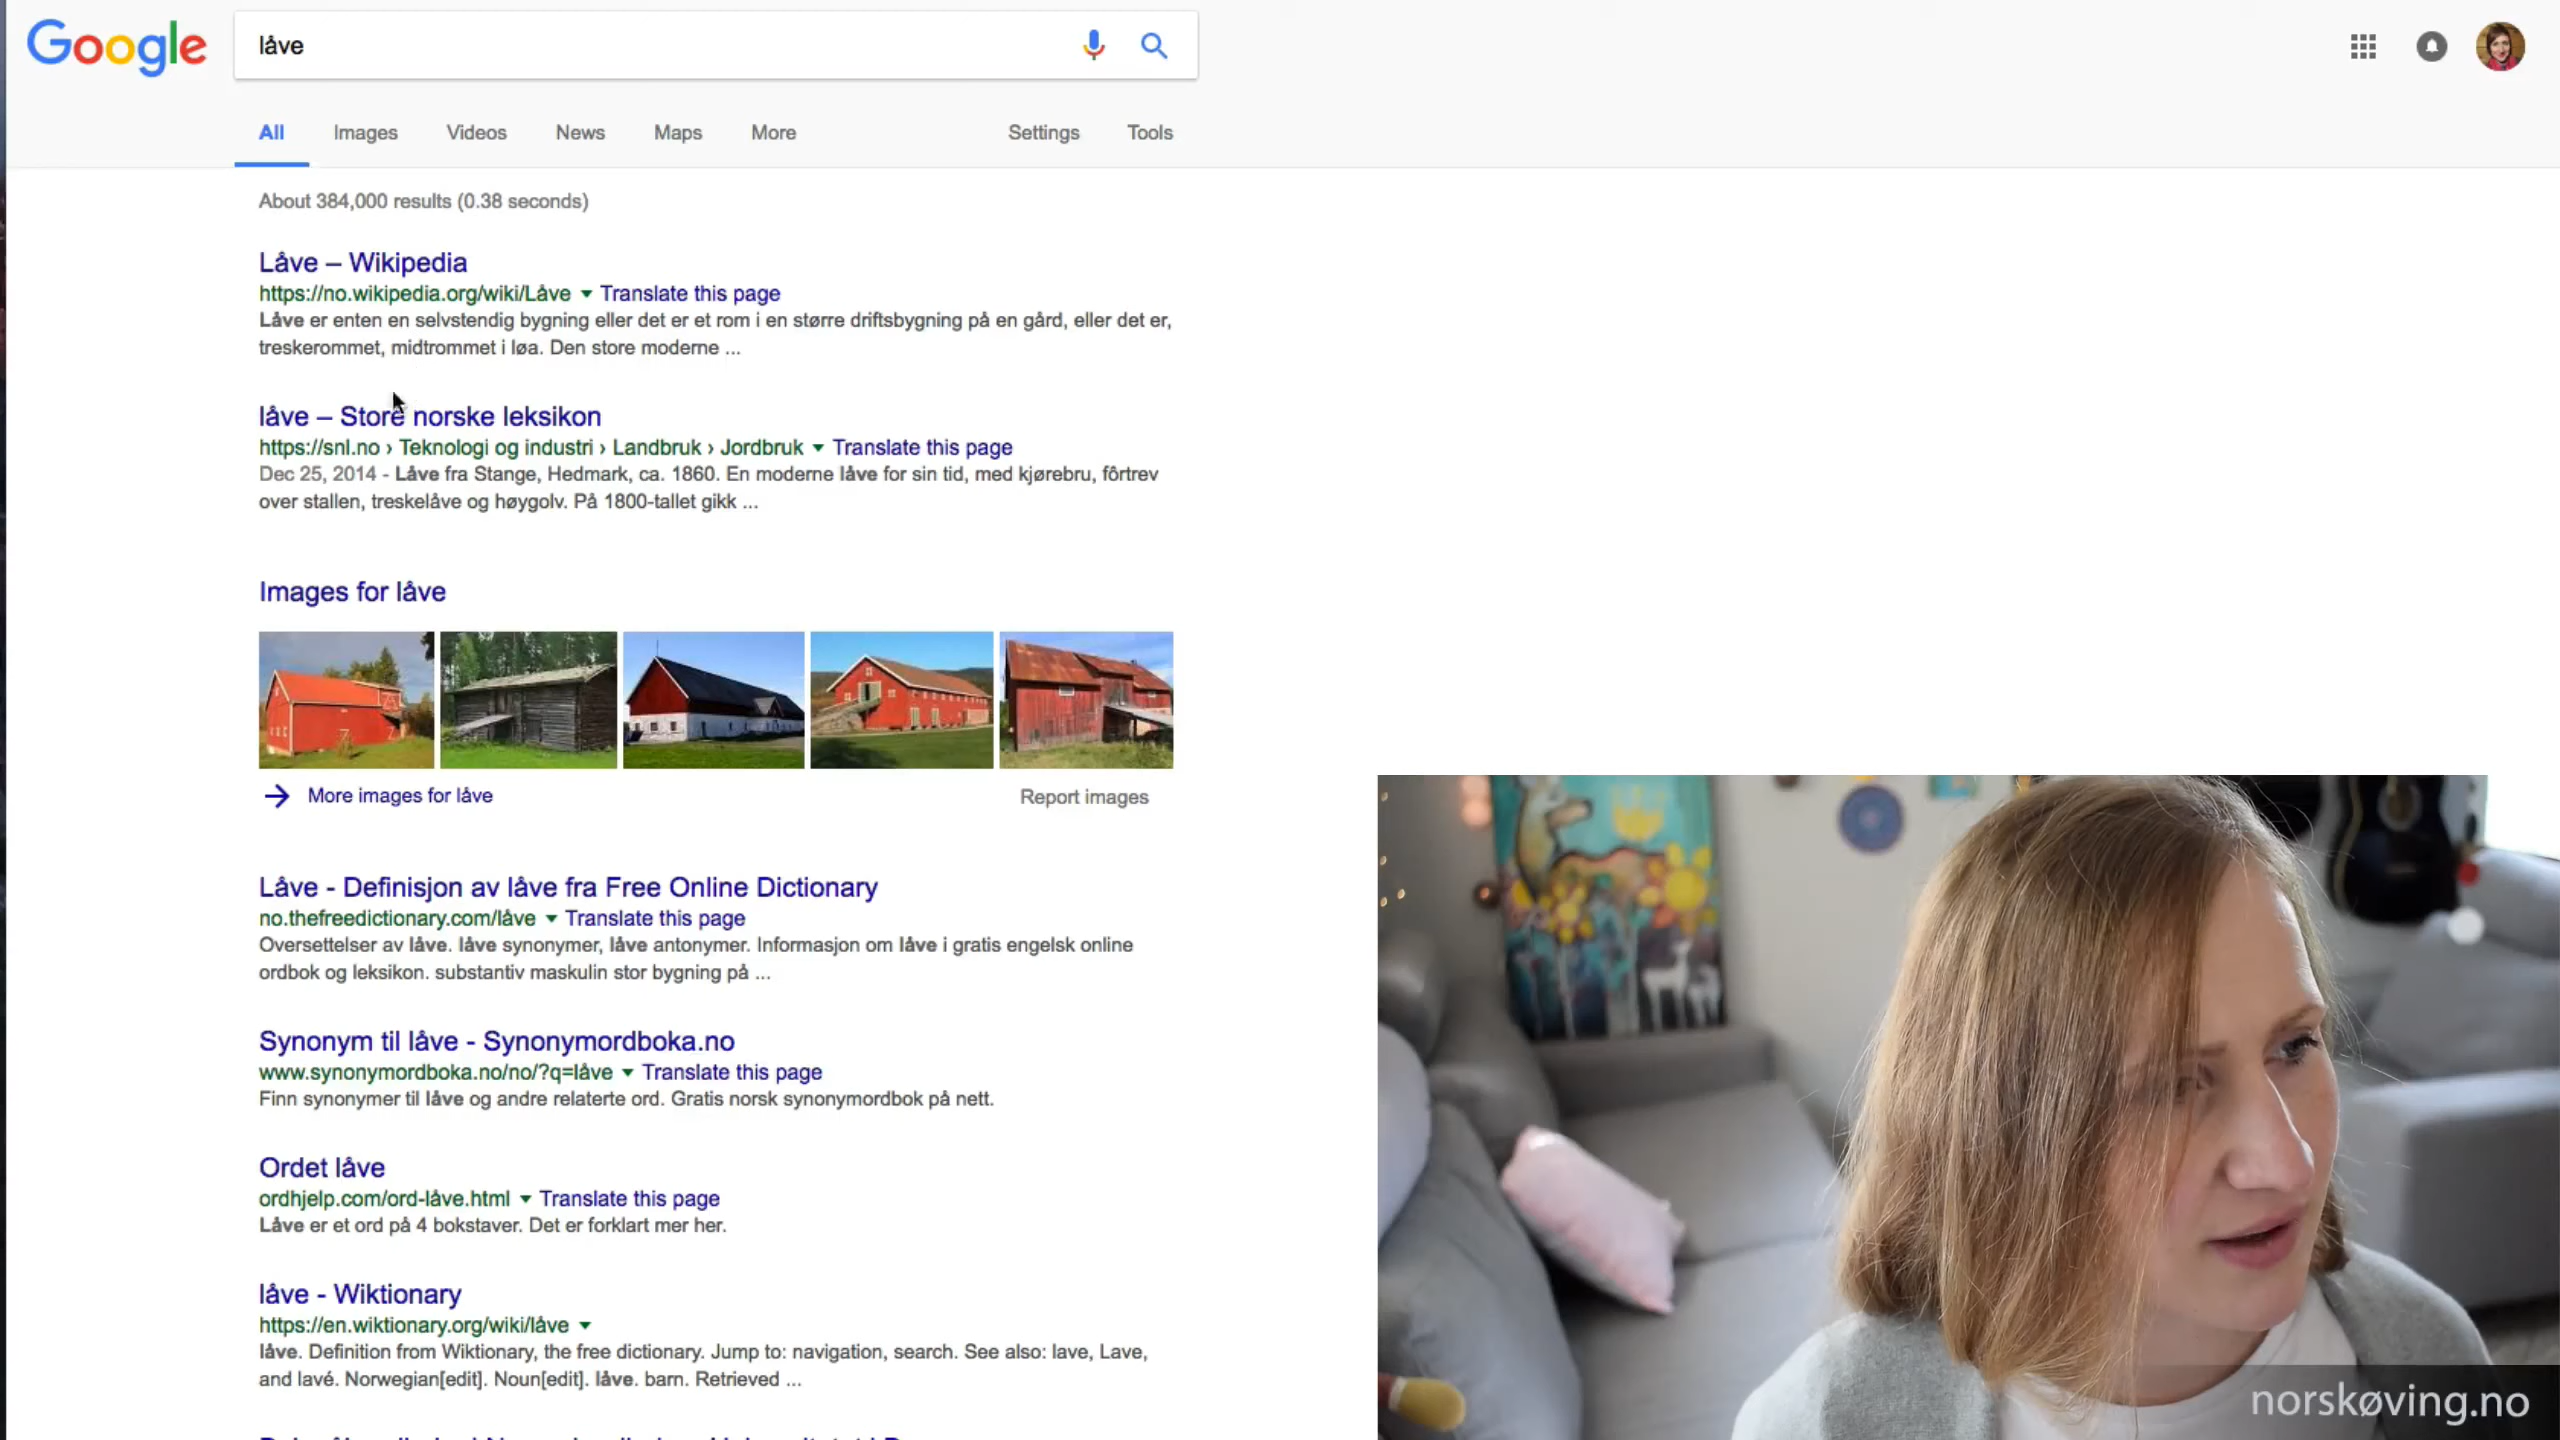 Google
låve
All Images Videos News Maps More Settings Tools
About 384,000 results (0.38 seconds)
Låve – Wikipedia
https://no.wikipedia.org/wiki/Låve ▼ Translate this page
Låve er enten en selvstendig bygning eller det er et rom i en større driftsbygning på en gård, eller det er,
treskerommet, midtrommet i løa. Den store moderne ...
låve – Store norske leksikon
https://snl.no › Teknologi og industri › Landbruk › Jordbruk ▼ Translate this page
Dec 25, 2014 - Låve fra Stange, Hedmark, ca. 1860. En moderne låve for sin tid, med kjørebru, fôrtrev
over stallen, treskelåve og høygolv. På 1800-tallet gikk ...
Images for låve
More images for låve
Report images
Låve - Definisjon av låve fra Free Online Dictionary
no.thefreedictionary.com/låve ▼ Translate this page
Oversettelser av låve. låve synonymer, låve antonymer. Informasjon om låve i gratis engelsk online
ordbok og leksikon. substantiv maskulin stor bygning på ...
Synonym til låve - Synonymordboka.no
www.synonymordboka.no/no/?q=låve ▼ Translate this page
Finn synonymer til låve og andre relaterte ord. Gratis norsk synonymordbok på nett.
Ordet låve
ordhjelp.com/ord-låve.html ▼ Translate this page
Låve er et ord på 4 bokstaver. Det er forklart mer her.
låve - Wiktionary
https://en.wiktionary.org/wiki/låve ▼
låve. Definition from Wiktionary, the free dictionary. Jump to: navigation, search. See also: lave, Lave,
and lavé. Norwegian[edit]. Noun[edit]. låve. barn. Retrieved ...
norskøving.no